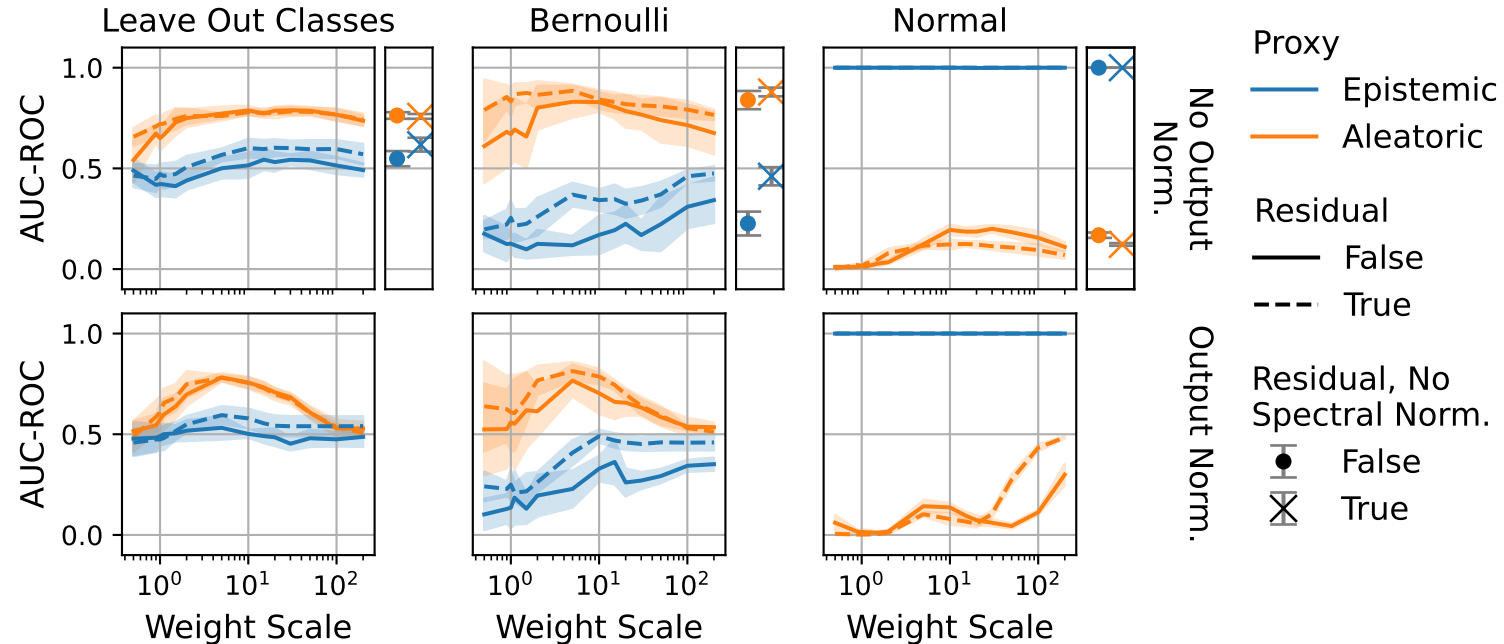 Leave Out Classes
Bernoulli
Normal
AUC-ROC
1.0
0.5
0.0
No Output
Norm.
AUC-ROC
1.0
0.5
0.0
Output Norm.
10⁰ 10¹ 10²
10⁰ 10¹ 10²
10⁰ 10¹ 10²
Weight Scale
Weight Scale
Weight Scale
Proxy
Epistemic
Aleatoric
Residual
False
True
Residual, No
Spectral Norm.
False
True